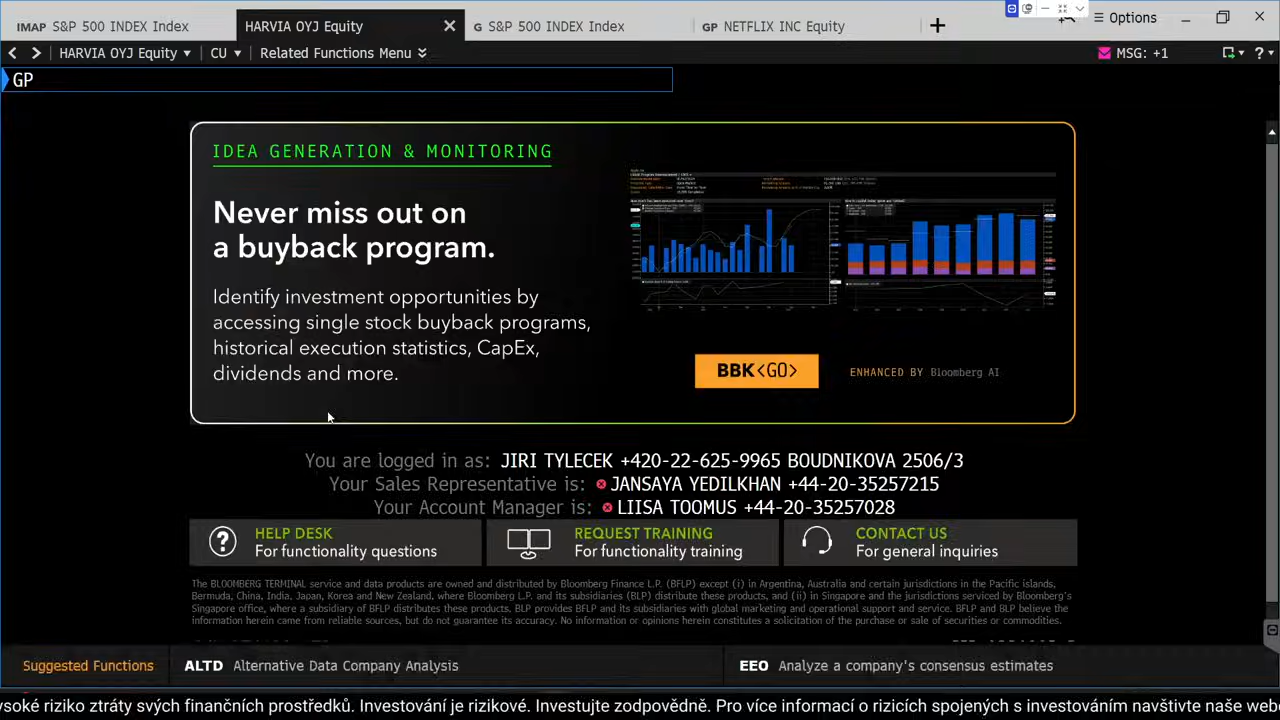 IMAP S&P 500 INDEX Index
HARVIA OYJ Equity
G S&P 500 INDEX Index
GP NETFLIX INC Equity
Options
HARVIA OYJ Equity
CU
Related Functions Menu
MSG: +1
?
GP
IDEA GENERATION & MONITORING
Never miss out on
a buyback program.
Identify investment opportunities by
accessing single stock buyback programs,
historical execution statistics, CapEx,
dividends and more.
BBK<GO>
ENHANCED BY Bloomberg AI
You are logged in as: JIRI TYLECEK +420-22-625-9965 BOUDNIKOVA 2506/3
Your Sales Representative is: JANSAYA YEDILKHAN +44-20-35257215
Your Account Manager is: LIISA TOOMUS +44-20-35257028
HELP DESK
For functionality questions
REQUEST TRAINING
For functionality training
CONTACT US
For general inquiries
The BLOOMBERG TERMINAL service and data products are owned and distributed by Bloomberg Finance L.P. (BFLP) except (i) in Argentina, Australia and certain jurisdictions in the Pacific islands,
Bermuda, China, India, Japan, Korea and New Zealand, where Bloomberg L.P. and its subsidiaries (BLP) distribute these products, and (ii) in Singapore and the jurisdictions serviced by Bloomberg's
Singapore office, where a subsidiary of BFLP distributes these products. BLP provides BFLP and its subsidiaries with global marketing and operational support and service. BFLP and BLP believe the
information herein came from reliable sources, but do not guarantee its accuracy. No information or opinions herein constitutes a solicitation of the purchase or sale of securities or commodities.
Suggested Functions
ALTD Alternative Data Company Analysis
EEO Analyze a company's consensus estimates
ysoké riziko ztráty svých finančních prostředků. Investování je rizikové. Investujte zodpovědně. Pro více informací o rizicích spojených s investováním navštivte naše webo